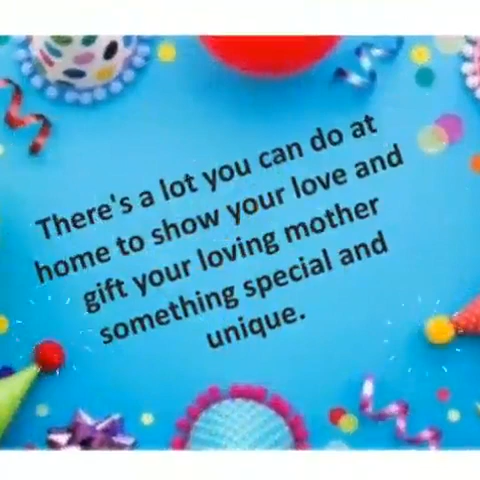 There's a lot you can do at
home to show your love and
gift your loving mother
something special and
unique.